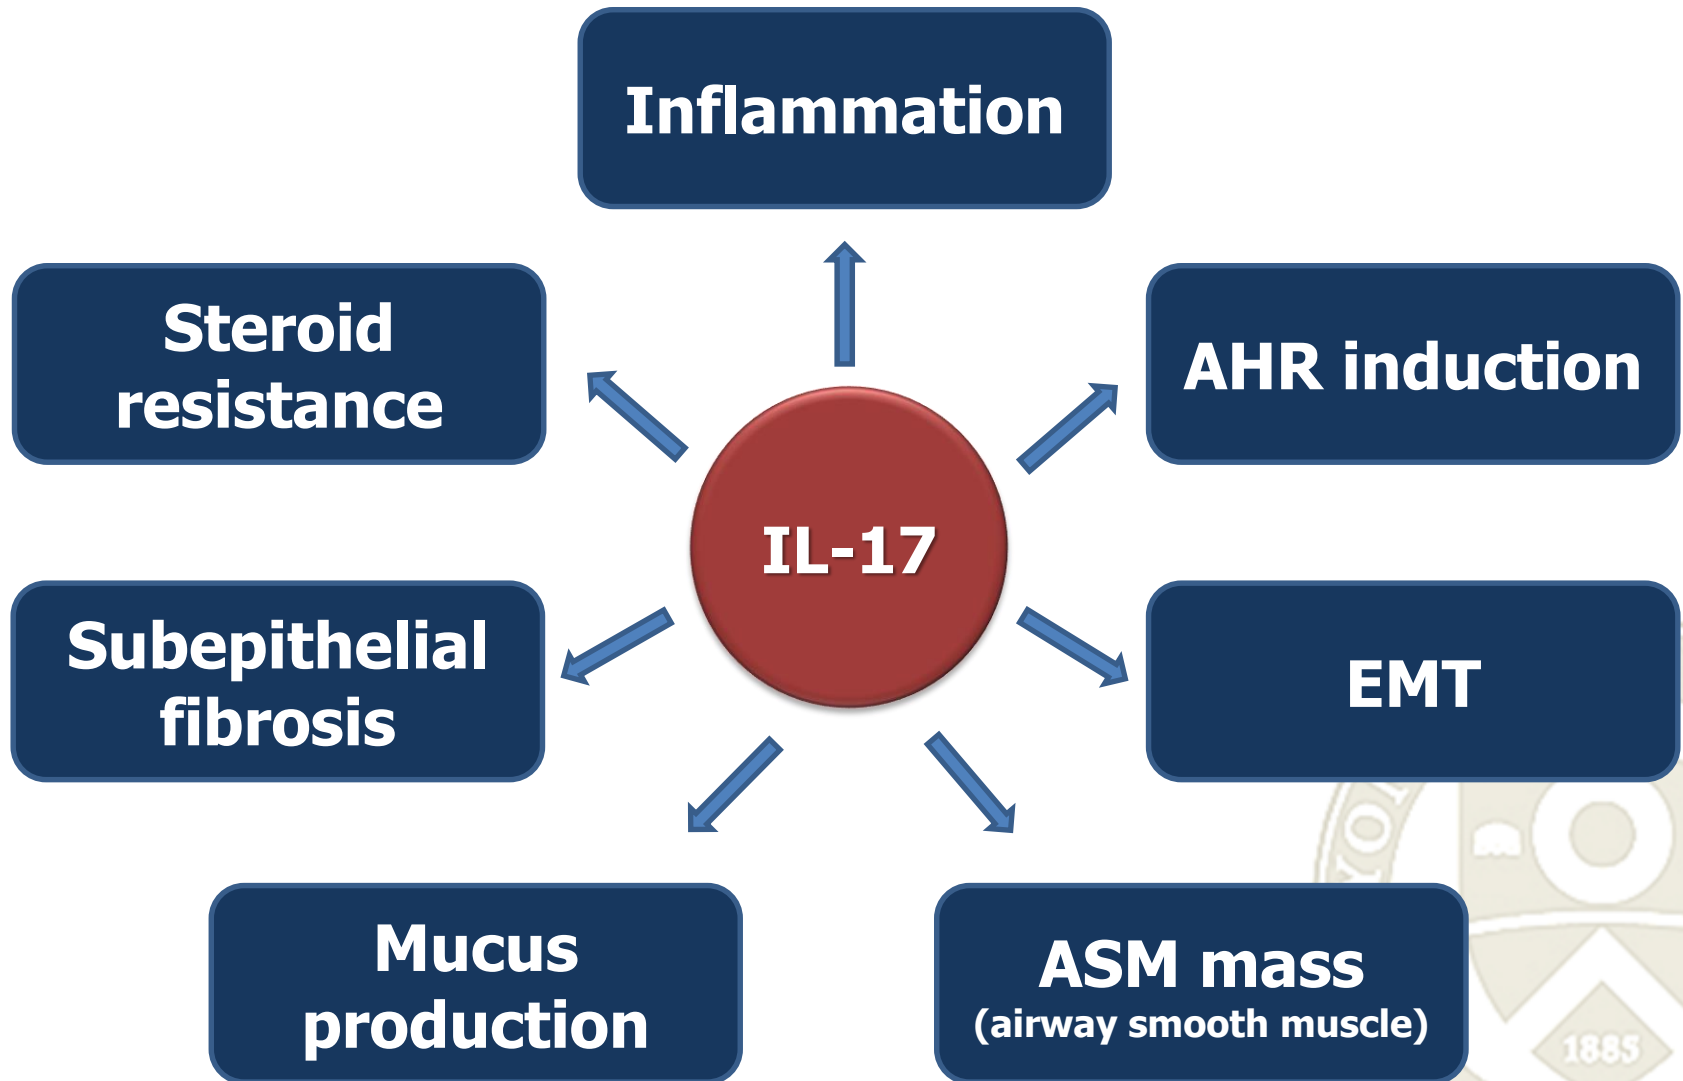 Inflammation
Steroid
resistance
AHR induction
IL-17
Subepithelial
fibrosis
EMT
Mucus
production
ASM mass
(airway smooth muscle)
1885